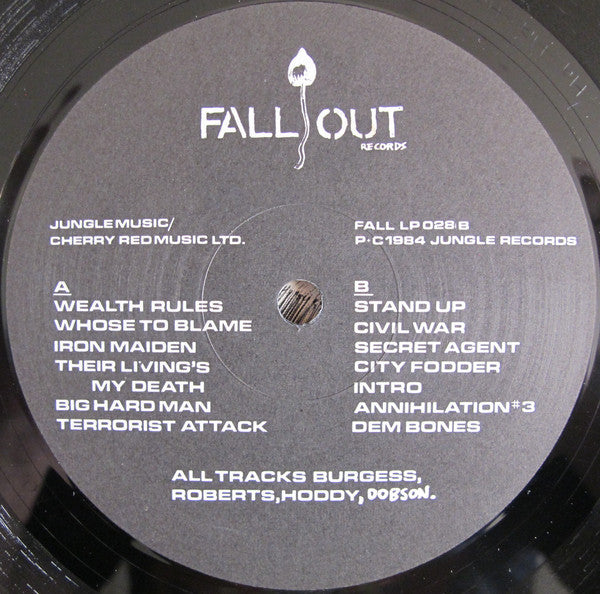 FALL OUT
RECORDS
JUNGLE MUSIC/
CHERRY RED MUSIC LTD.
FALL LP 028/B
P•C 1984 JUNGLE RECORDS
A
WEALTH RULES
WHOSE TO BLAME
IRON MAIDEN
THEIR LIVING'S
MY DEATH
BIG HARD MAN
TERRORIST ATTACK
B
STAND UP
CIVIL WAR
SECRET AGENT
CITY FODDER
INTRO
ANNIHILATION #3
DEM BONES
ALL TRACKS BURGESS,
ROBERTS, HODDY, DOBSON.